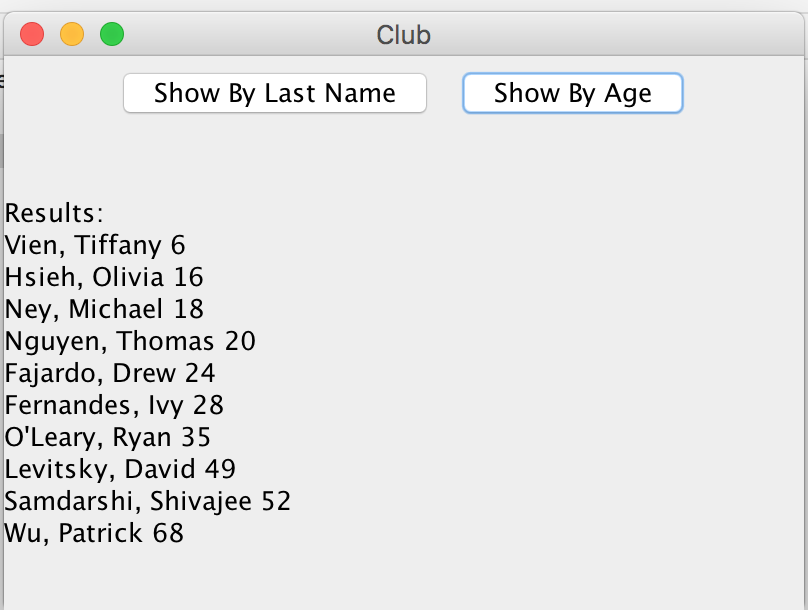 Club
Show By Last Name Show By Age
Results:
Vien, Tiffany 6
Hsieh, Olivia 16
Ney, Michael 18
Nguyen, Thomas 20
Fajardo, Drew 24
Fernandes, Ivy 28
O'Leary, Ryan 35
Levitsky, David 49
Samdarshi, Shivajee 52
Wu, Patrick 68